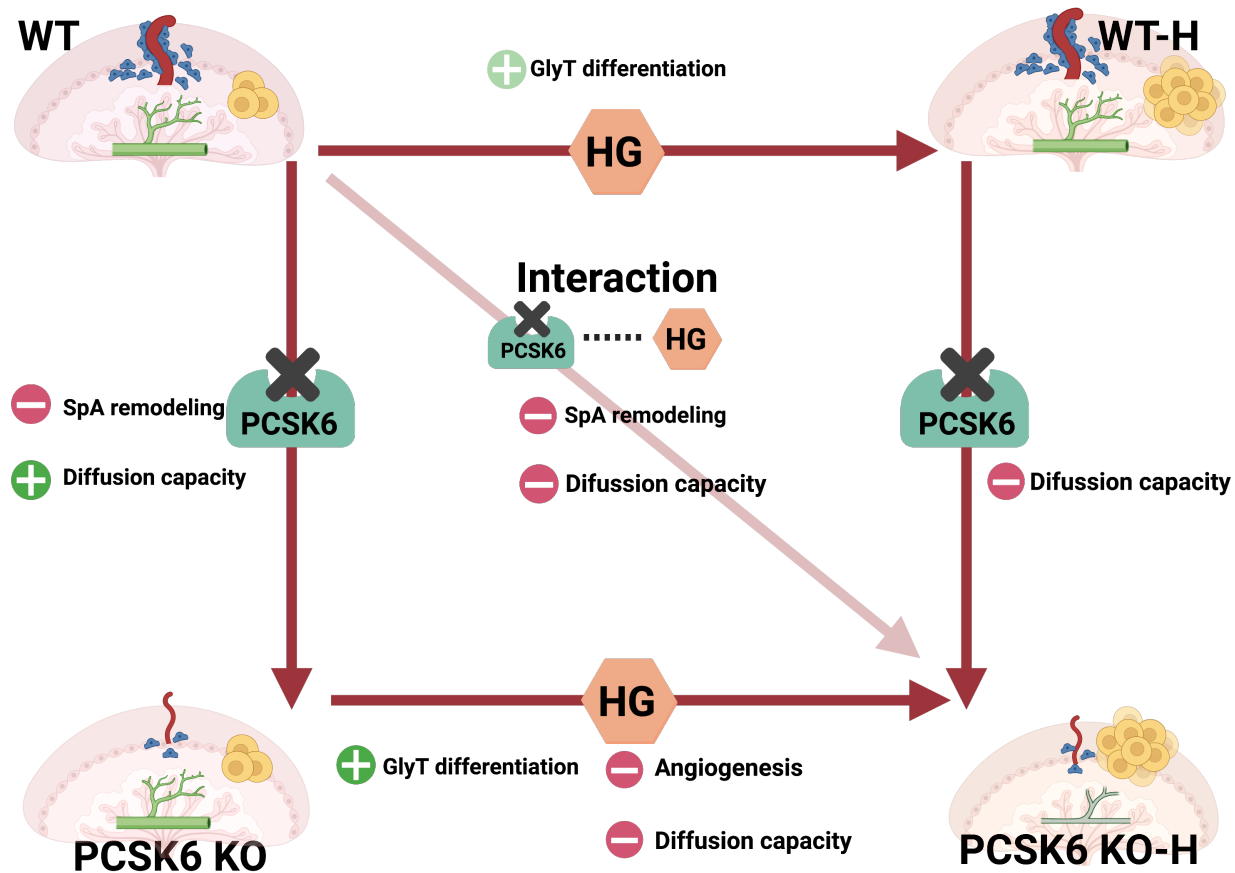 WT
WT-H
GlyT differentiation
HG
Interaction
PCSK6
HG
SpA remodeling
PCSK6
SpA remodeling
PCSK6
Diffusion capacity
Difussion capacity
Difussion capacity
HG
GlyT differentiation
Angiogenesis
Diffusion capacity
PCSK6 KO
PCSK6 KO-H